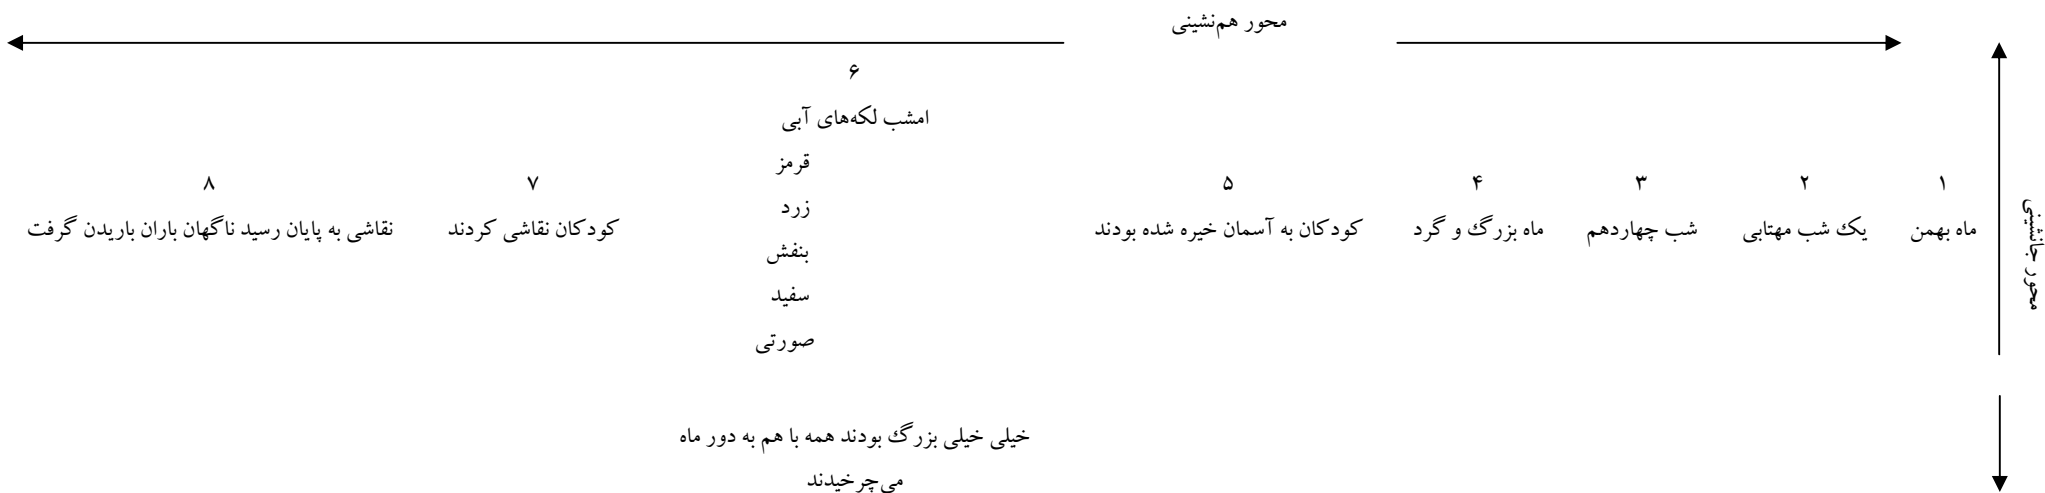 محور هم‌نشینی
محور جانشینی
۱
ماه بهمن
۲
یک شب مهتابی
۳
شب چهاردهم
۴
ماه بزرگ و گرد
۵
کودکان به آسمان خیره شده بودند
۶
امشب لکه‌های آبی
قرمز
زرد
بنفش
سفید
صورتی
خیلی خیلی بزرگ بودند همه با هم به دور ماه
می‌چرخیدند
۷
کودکان نقاشی کردند
۸
نقاشی به پایان رسید ناگهان باران باریدن گرفت